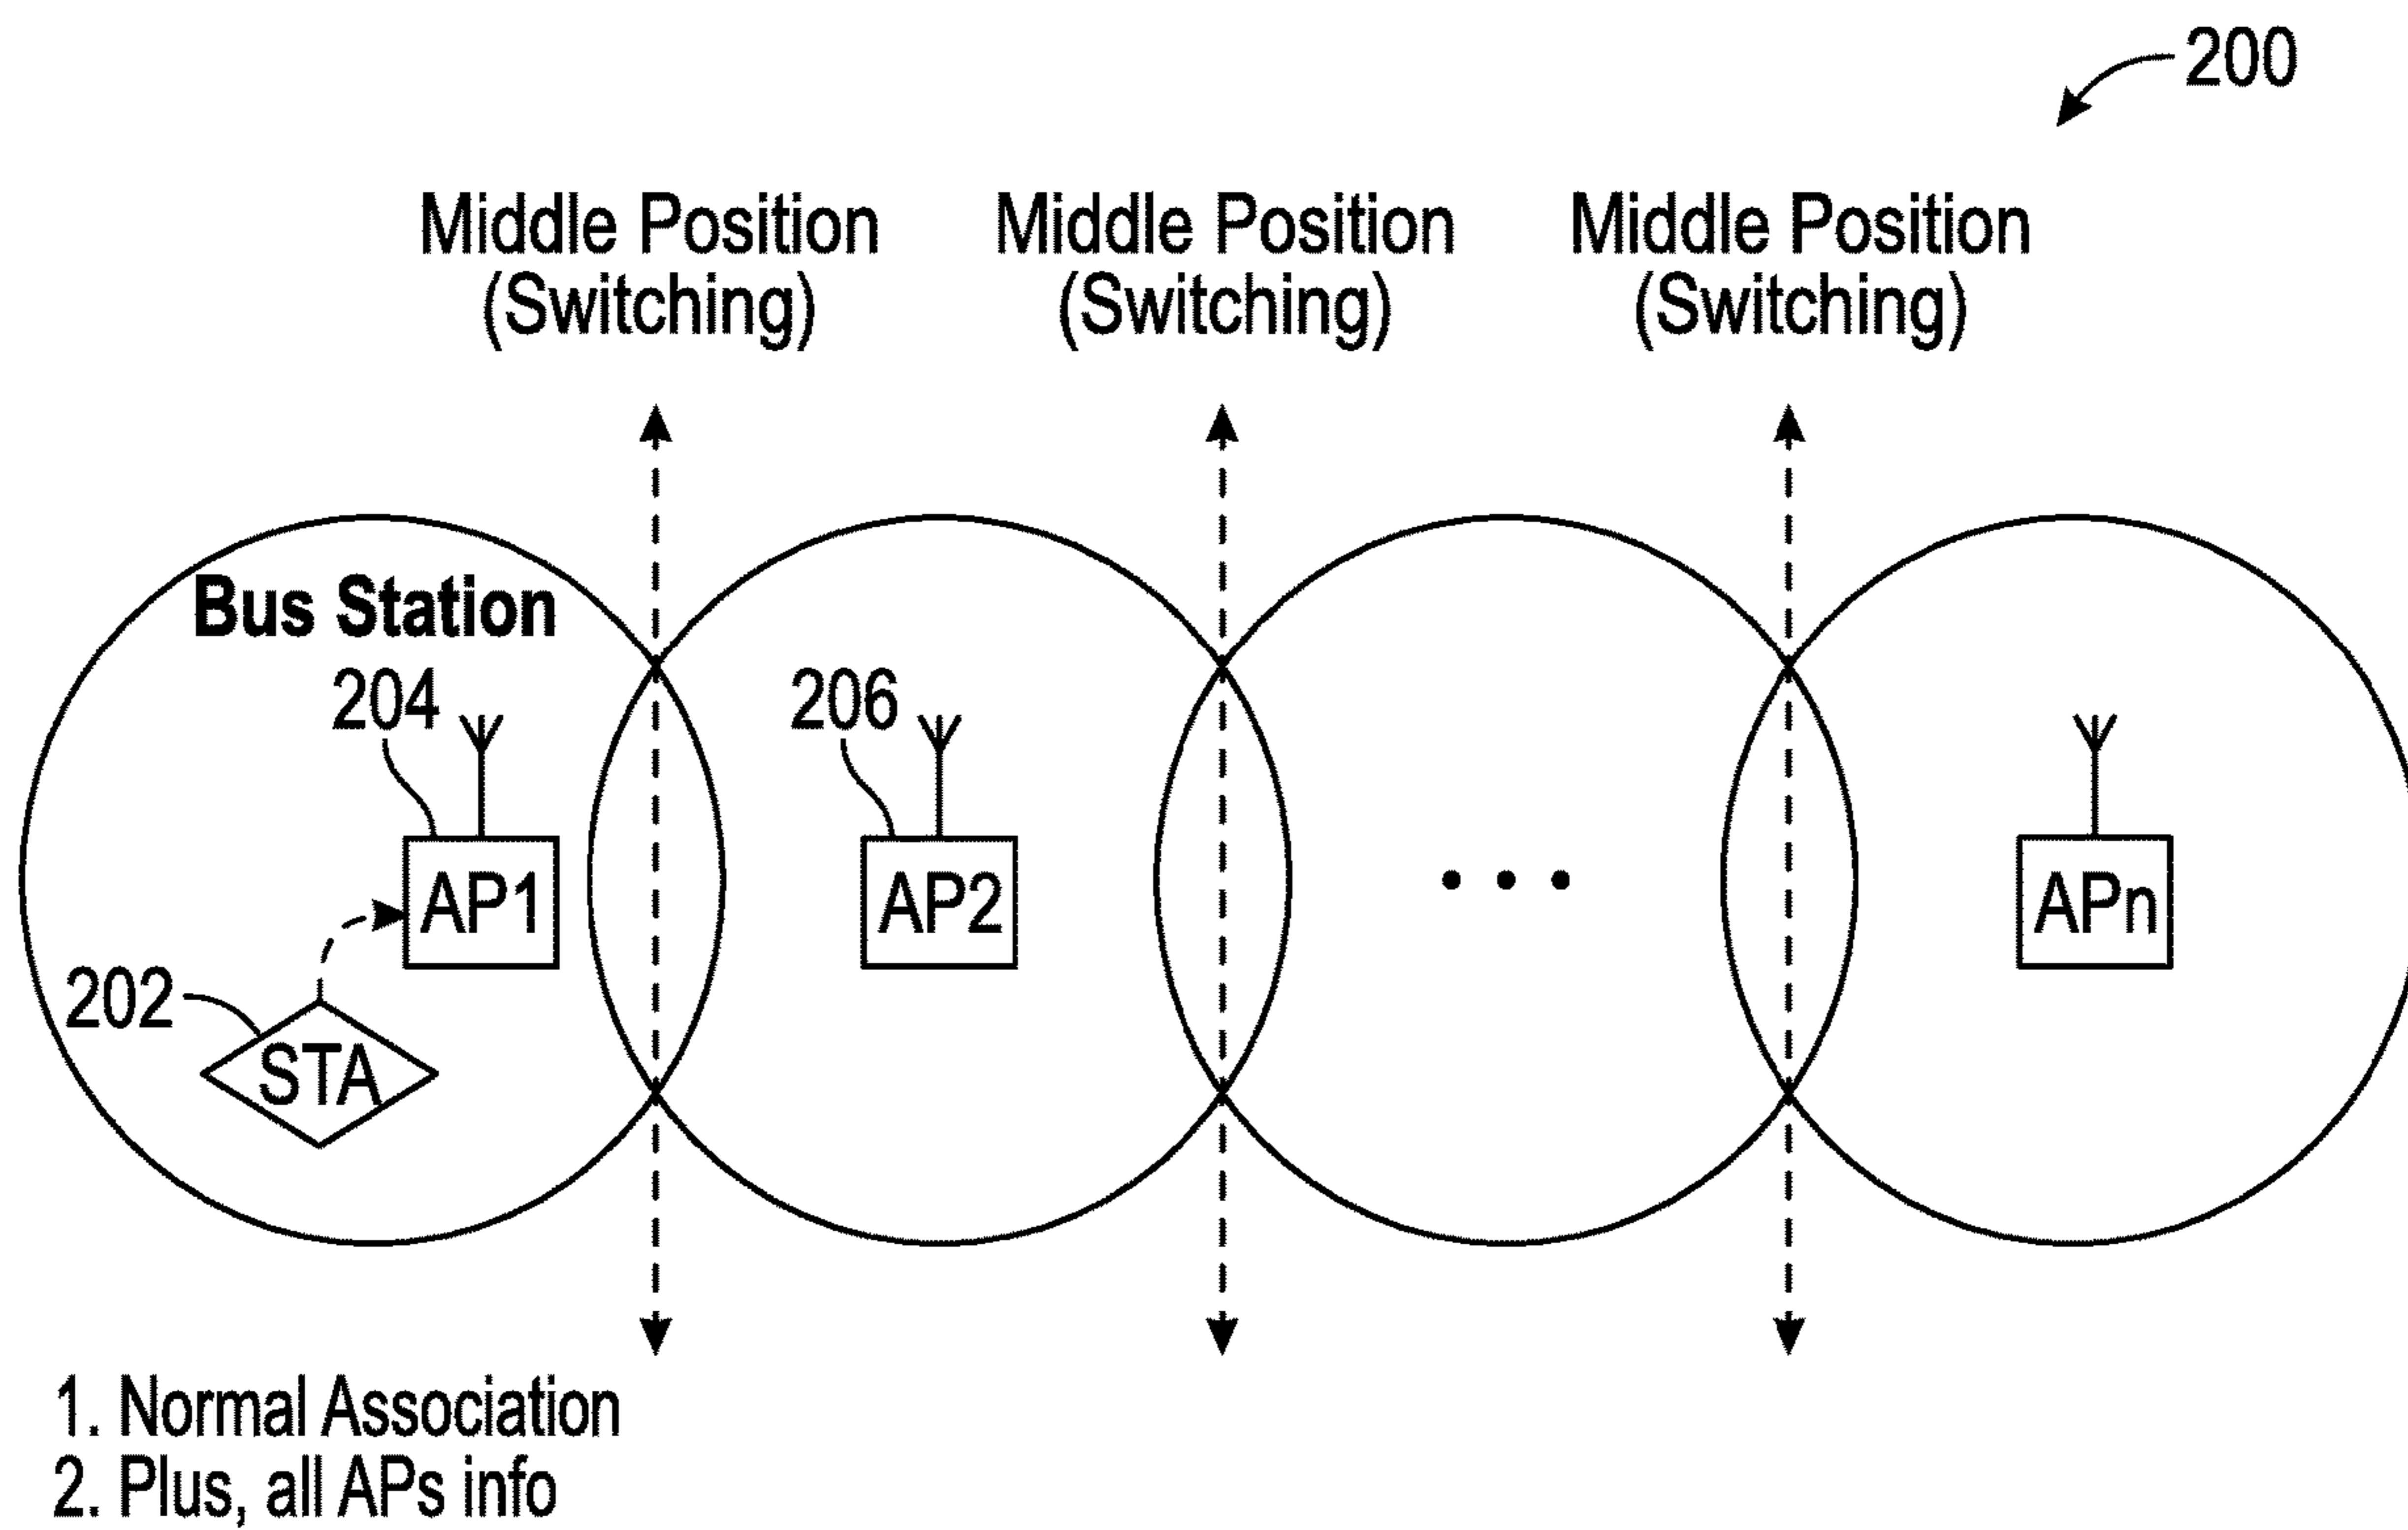 200
Middle Position
(Switching)
Middle Position
(Switching)
Middle Position
(Switching)
Bus Station
204
206
AP1
AP2
APn
202
STA
1. Normal Association
2. Plus, all APs info